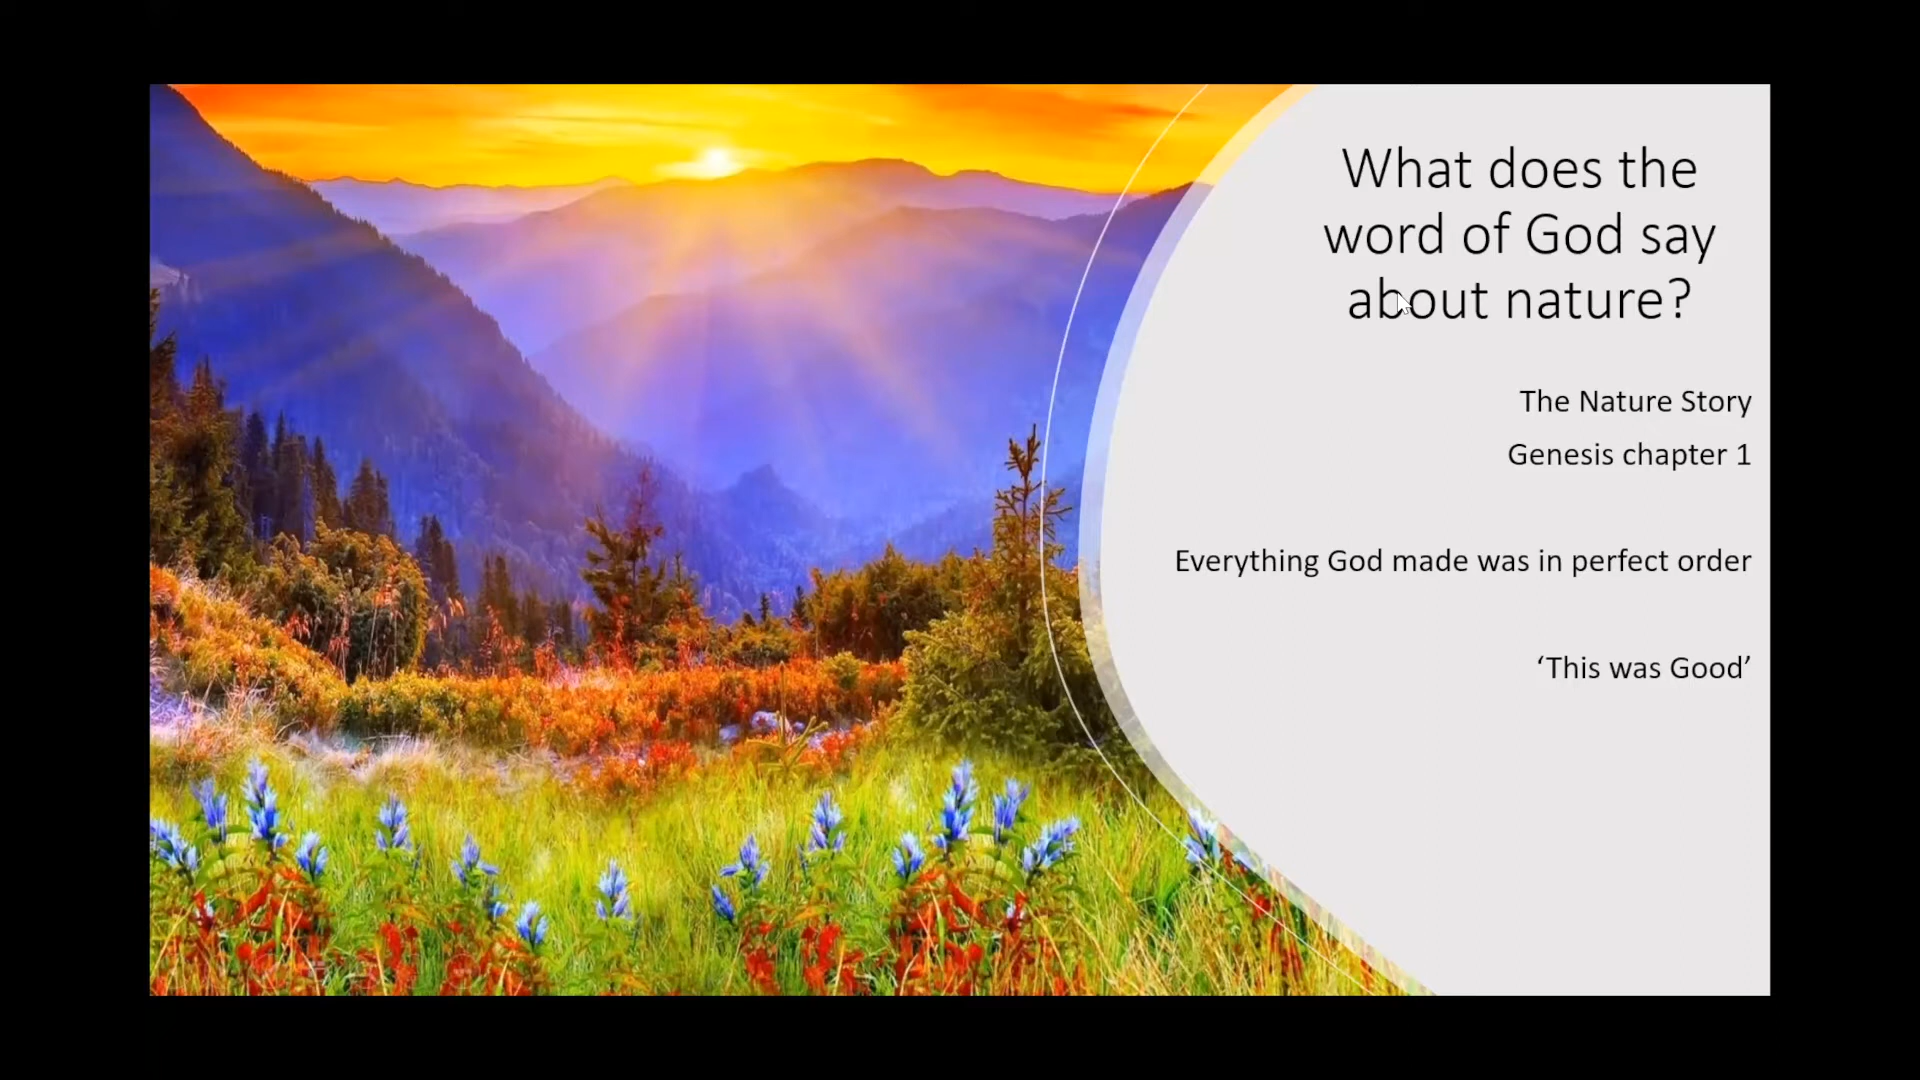 What does the
word of God say
about nature?
The Nature Story
Genesis chapter 1
Everything God made was in perfect order
‘This was Good’